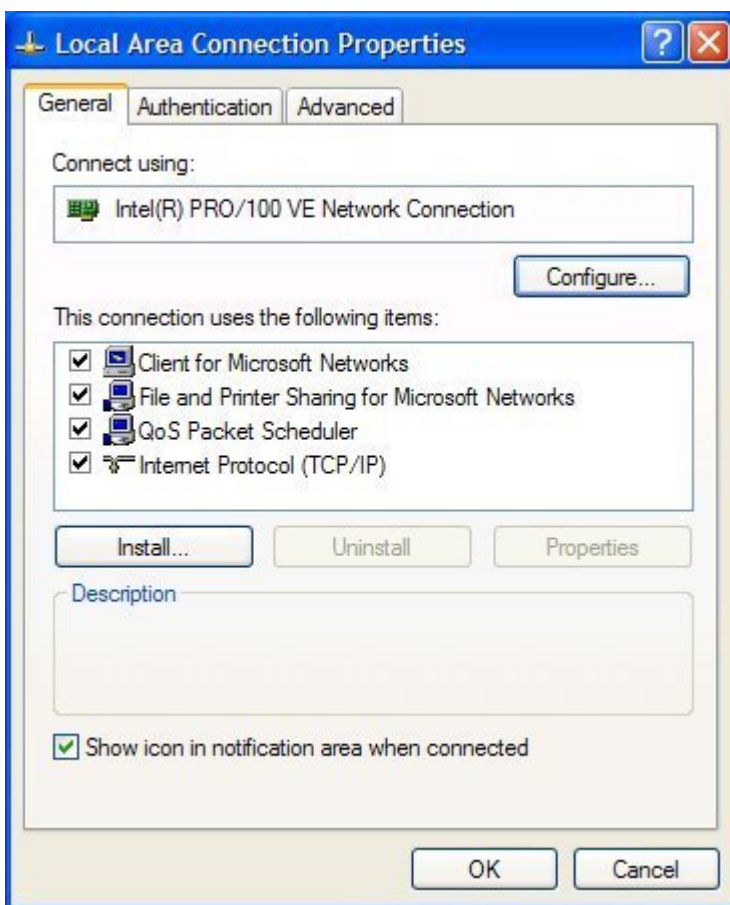 Local Area Connection Properties
General Authentication Advanced
Connect using:
Intel(R) PRO/100 VE Network Connection
Configure...
This connection uses the following items:
Client for Microsoft Networks
File and Printer Sharing for Microsoft Networks
QoS Packet Scheduler
Internet Protocol (TCP/IP)
Install... Uninstall Properties
Description
Show icon in notification area when connected
OK Cancel